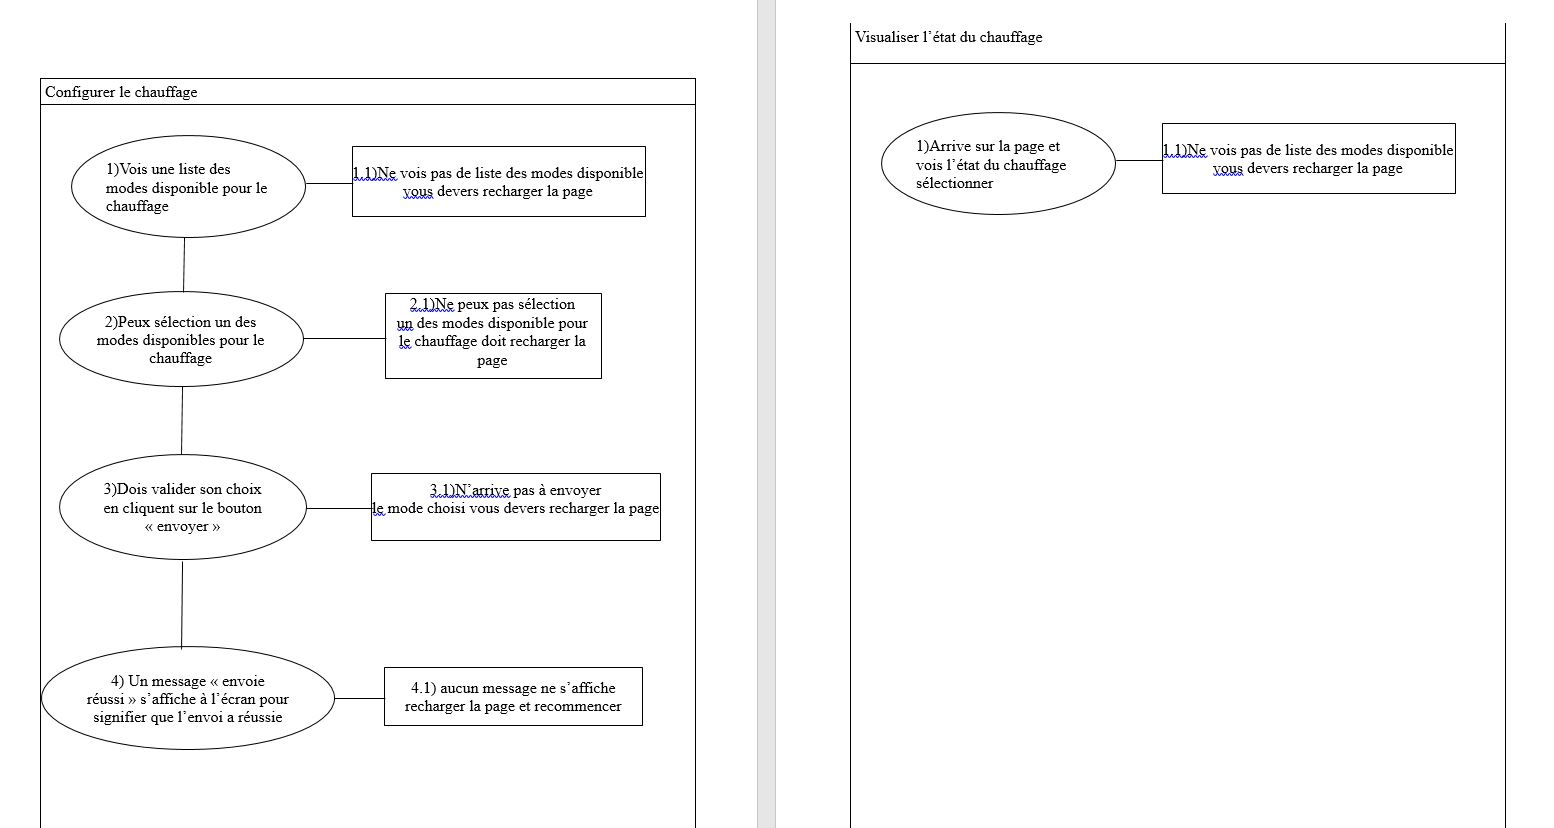 Configurer le chauffage
1)Vois une liste des
modes disponible pour le
chauffage
1.1)Ne vois pas de liste des modes disponible
vous devers recharger la page
2)Peux sélection un des
modes disponibles pour le
chauffage
2.1)Ne peux pas sélection
un des modes disponible pour
le chauffage doit recharger la
page
3)Dois valider son choix
en cliquent sur le bouton
« envoyer »
3.1)N’arrive pas à envoyer
le mode choisi vous devers recharger la page
4) Un message « envoie
réussi » s’affiche à l’écran pour
signifier que l’envoi a réussie
4.1) aucun message ne s’affiche
recharger la page et recommencer
Visualiser l’état du chauffage
1)Arrive sur la page et
vois l’état du chauffage
sélectionner
1.1)Ne vois pas de liste des modes disponible
vous devers recharger la page